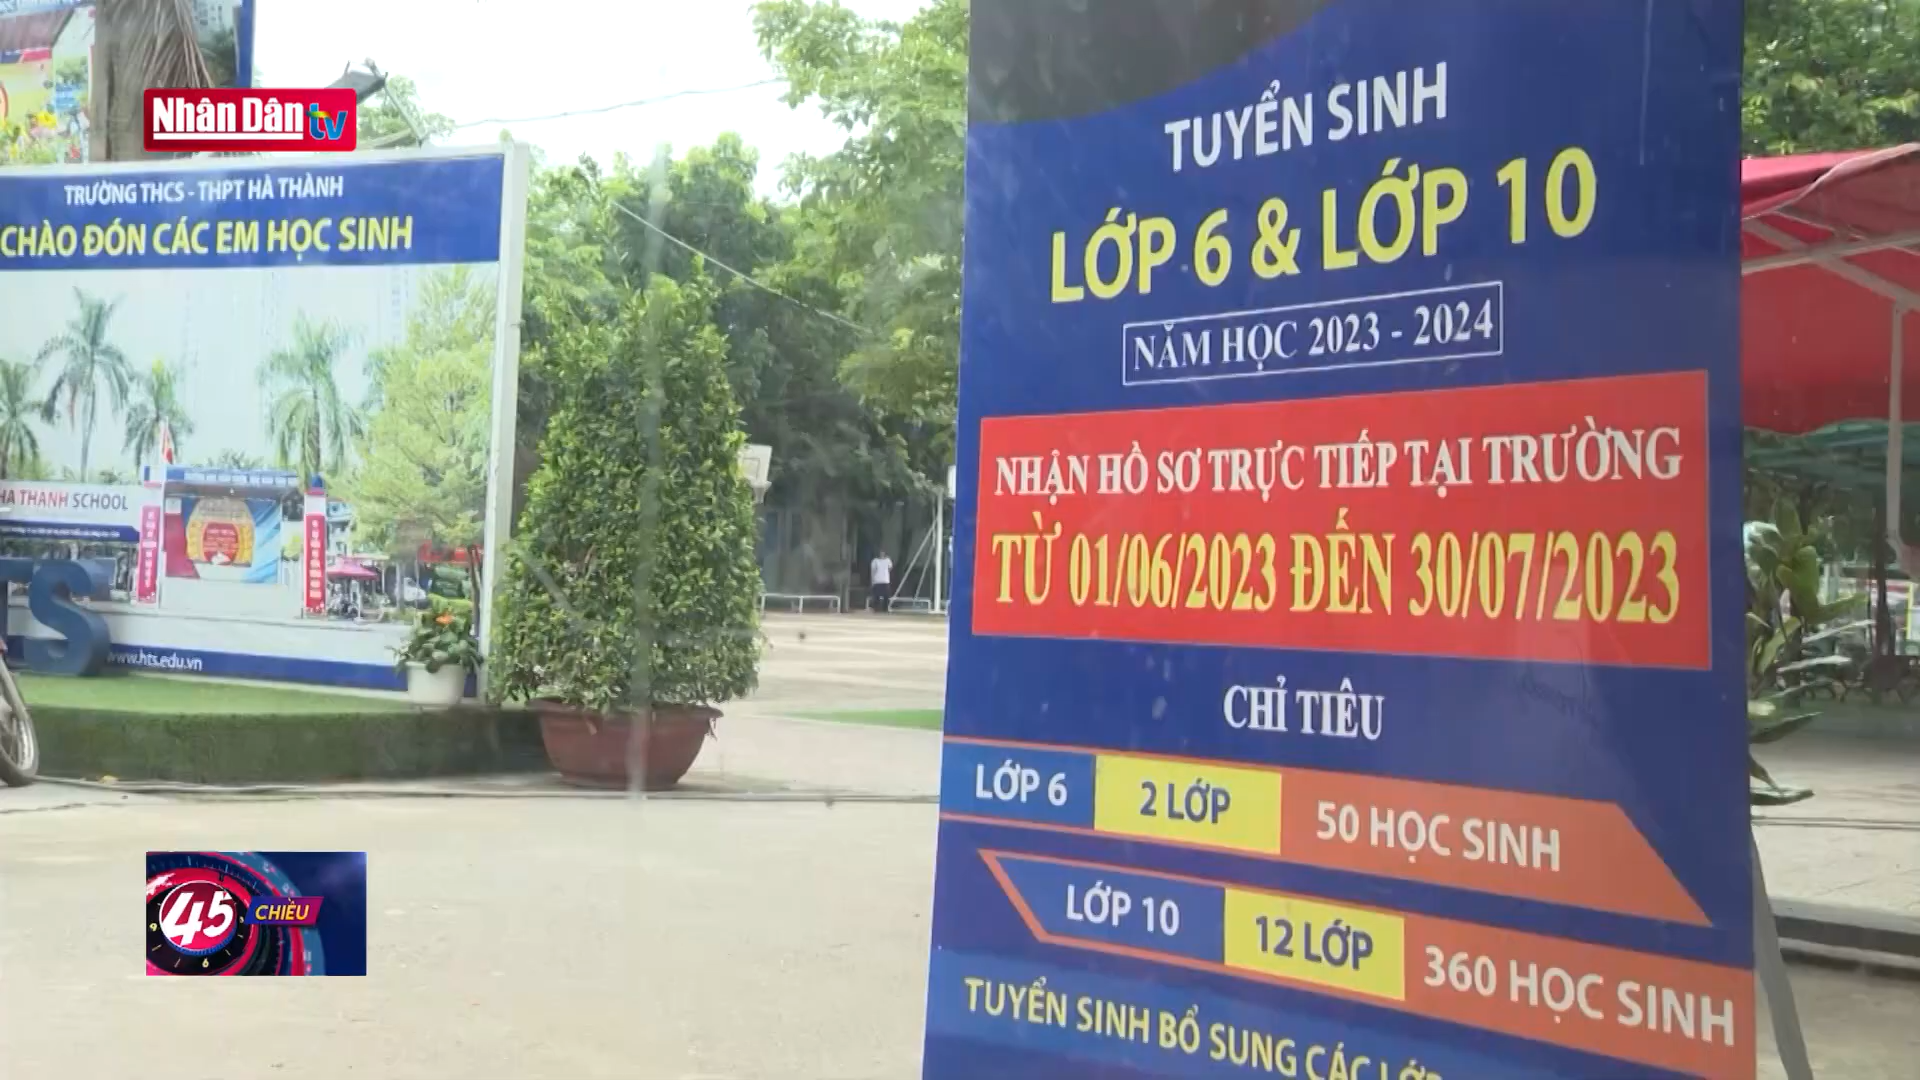 Nhân Dân tv
TRƯỜNG THCS - THPT HÀ THÀNH
CHÀO ĐÓN CÁC EM HỌC SINH
HA THANH SCHOOL
TS
www.hts.edu.vn
TUYỂN SINH
LỚP 6 & LỚP 10
NĂM HỌC 2023 - 2024
NHẬN HỒ SƠ TRỰC TIẾP TẠI TRƯỜNG
TỪ 01/06/2023 ĐẾN 30/07/2023
CHỈ TIÊU
LỚP 6 2 LỚP 50 HỌC SINH
LỚP 10 12 LỚP 360 HỌC SINH
TUYỂN SINH BỔ SUNG CÁC
45 CHIỀU
9
6